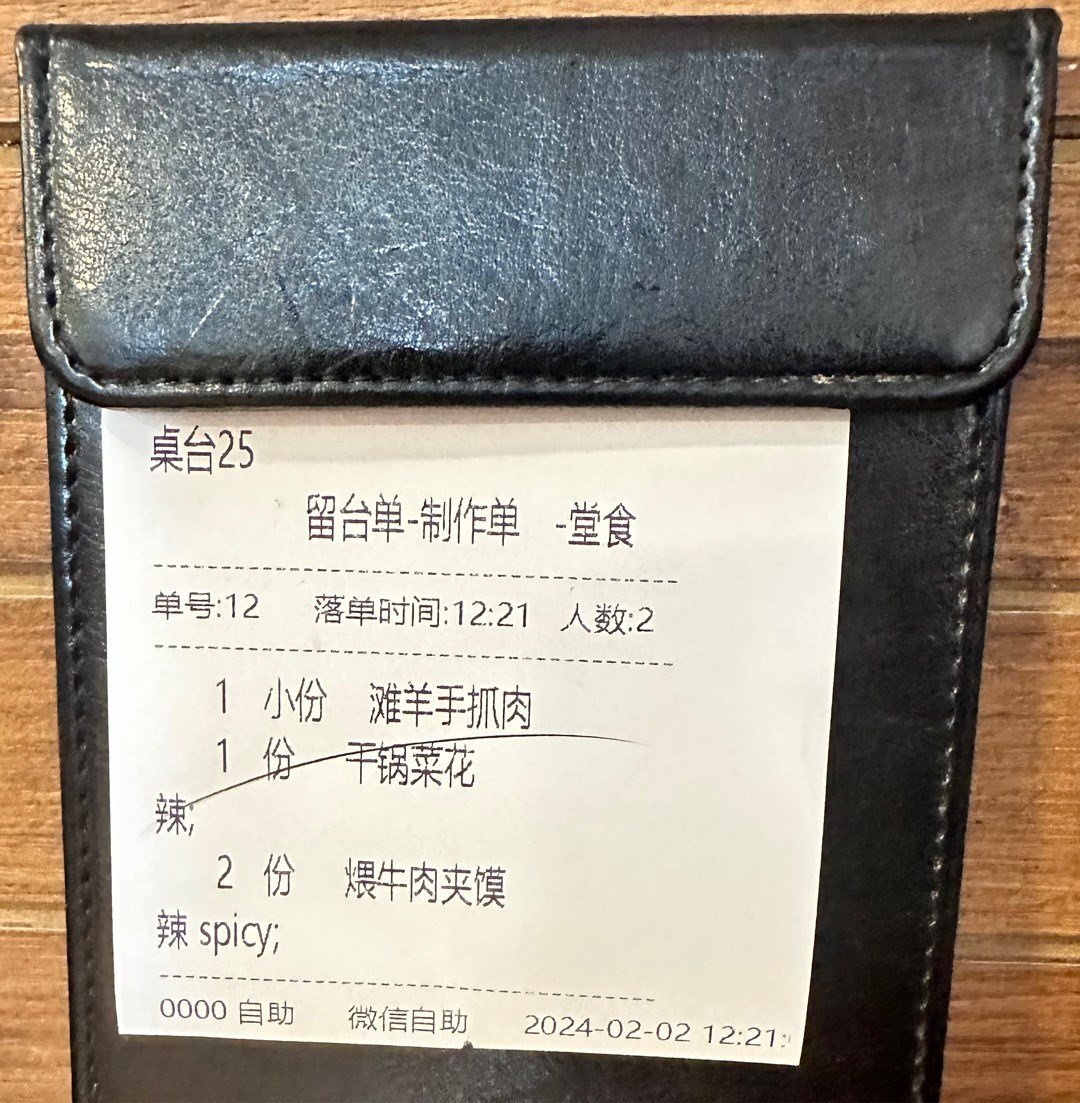 桌台25
留台单-制作单 -堂食
单号:12 落单时间:12:21 人数:2
1 小份 滩羊手抓肉
1 份 干锅菜花
辣;
2 份 煨牛肉夹馍
辣 spicy;
0000 自助 微信自助 2024-02-02 12:21: